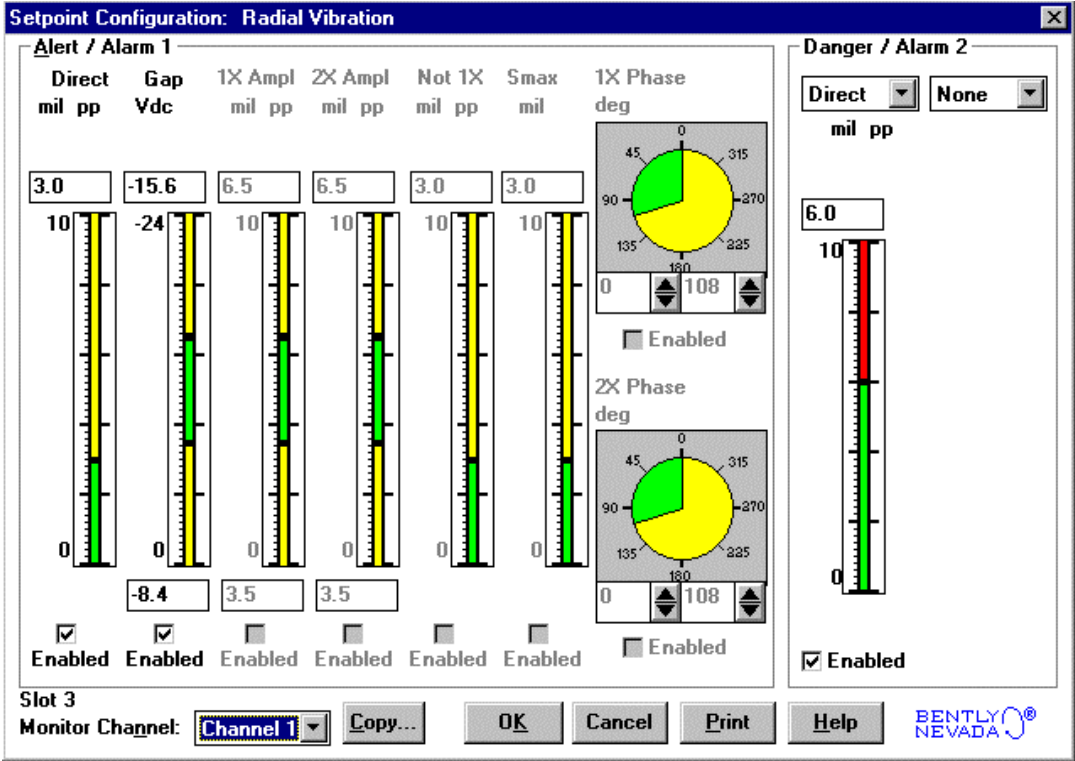 Setpoint Configuration: Radial Vibration
Alert / Alarm 1
Direct Gap 1X Ampl 2X Ampl Not 1X Smax 1X Phase
mil pp Vdc mil pp mil pp mil pp mil deg
3.0 -15.6 6.5 6.5 3.0 3.0
10 -24 10 10 10 10
0 0 0 0 0 0
-8.4 3.5 3.5
Enabled Enabled Enabled Enabled Enabled Enabled
0
45 315
90 270
135 225
180
0 108
Enabled
2X Phase
deg
0
45 315
90 270
135 225
180
0 108
Enabled
Danger / Alarm 2
Direct None
mil pp
6.0
10
0
Enabled
Slot 3
Monitor Channel: Channel 1 Copy... OK Cancel Print Help
BENTLY
NEVADA ®